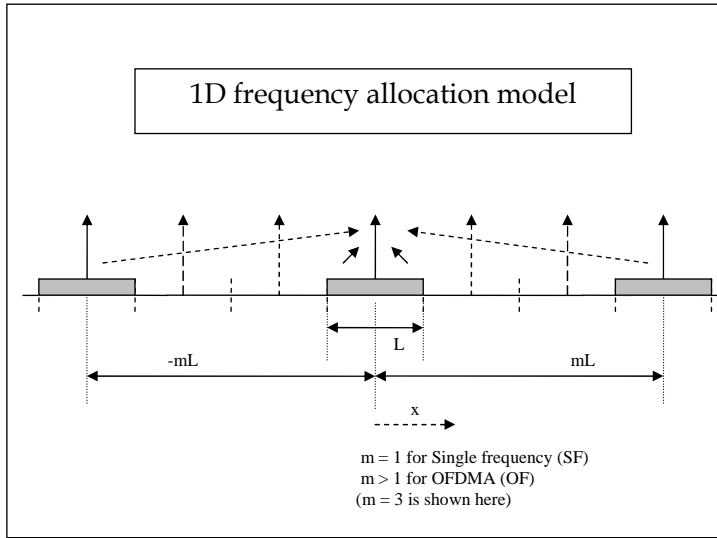 1D frequency allocation model
L
-mL
mL
x
m = 1 for Single frequency (SF)
m > 1 for OFDMA (OF)
(m = 3 is shown here)